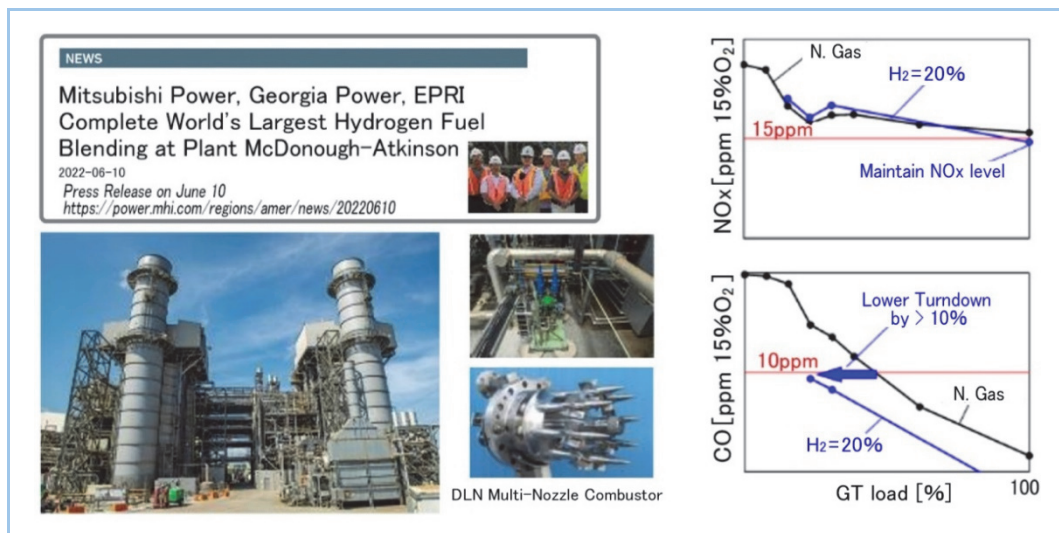 NEWS
Mitsubishi Power, Georgia Power, EPRI
Complete World's Largest Hydrogen Fuel
Blending at Plant McDonough-Atkinson
2022-06-10
Press Release on June 10
https://power.mhi.com/regions/amer/news/20220610
DLN Multi-Nozzle Combustor
NOx[ppm 15%O₂]
N. Gas
H₂=20%
15ppm
Maintain NOx level
CO[ppm 15%O₂]
Lower Turndown
by > 10%
10ppm
N. Gas
H₂=20%
GT load [%]
100